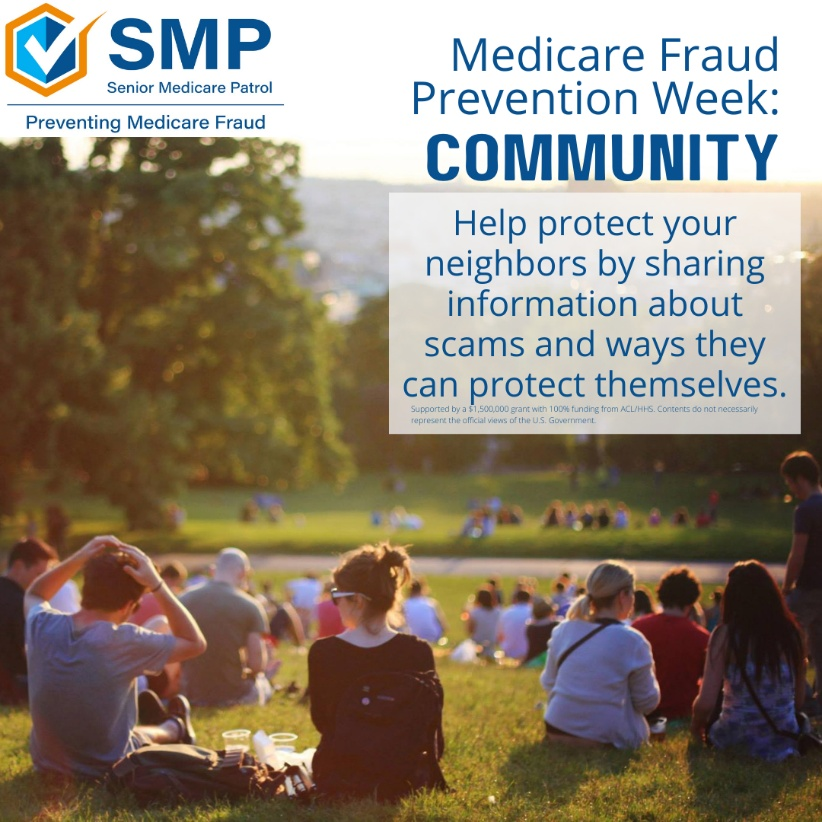 SMP
Senior Medicare Patrol
Preventing Medicare Fraud
Medicare Fraud
Prevention Week:
COMMUNITY
Help protect your
neighbors by sharing
information about
scams and ways they
can protect themselves.
Supported by a $1,500,000 grant with 100% funding from ACL/HHS. Contents do not necessarily
represent the official views of the U.S. Government.